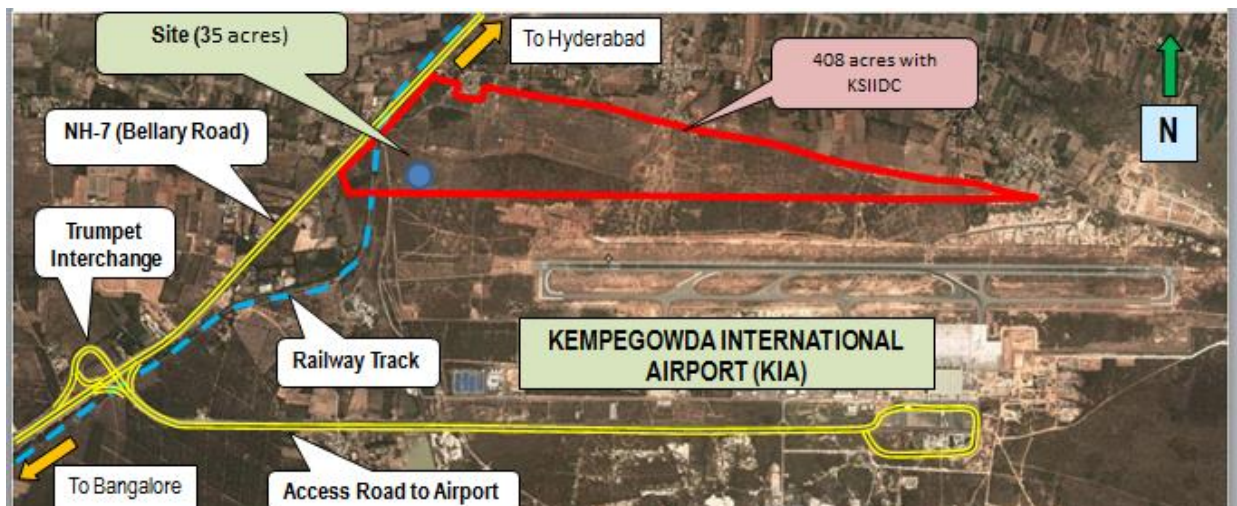 Site (35 acres)
To Hyderabad
408 acres with
KSIIDC
NH-7 (Bellary Road)
N
Trumpet
Interchange
KEMPEGOWDA INTERNATIONAL
AIRPORT (KIA)
Railway Track
To Bangalore
Access Road to Airport